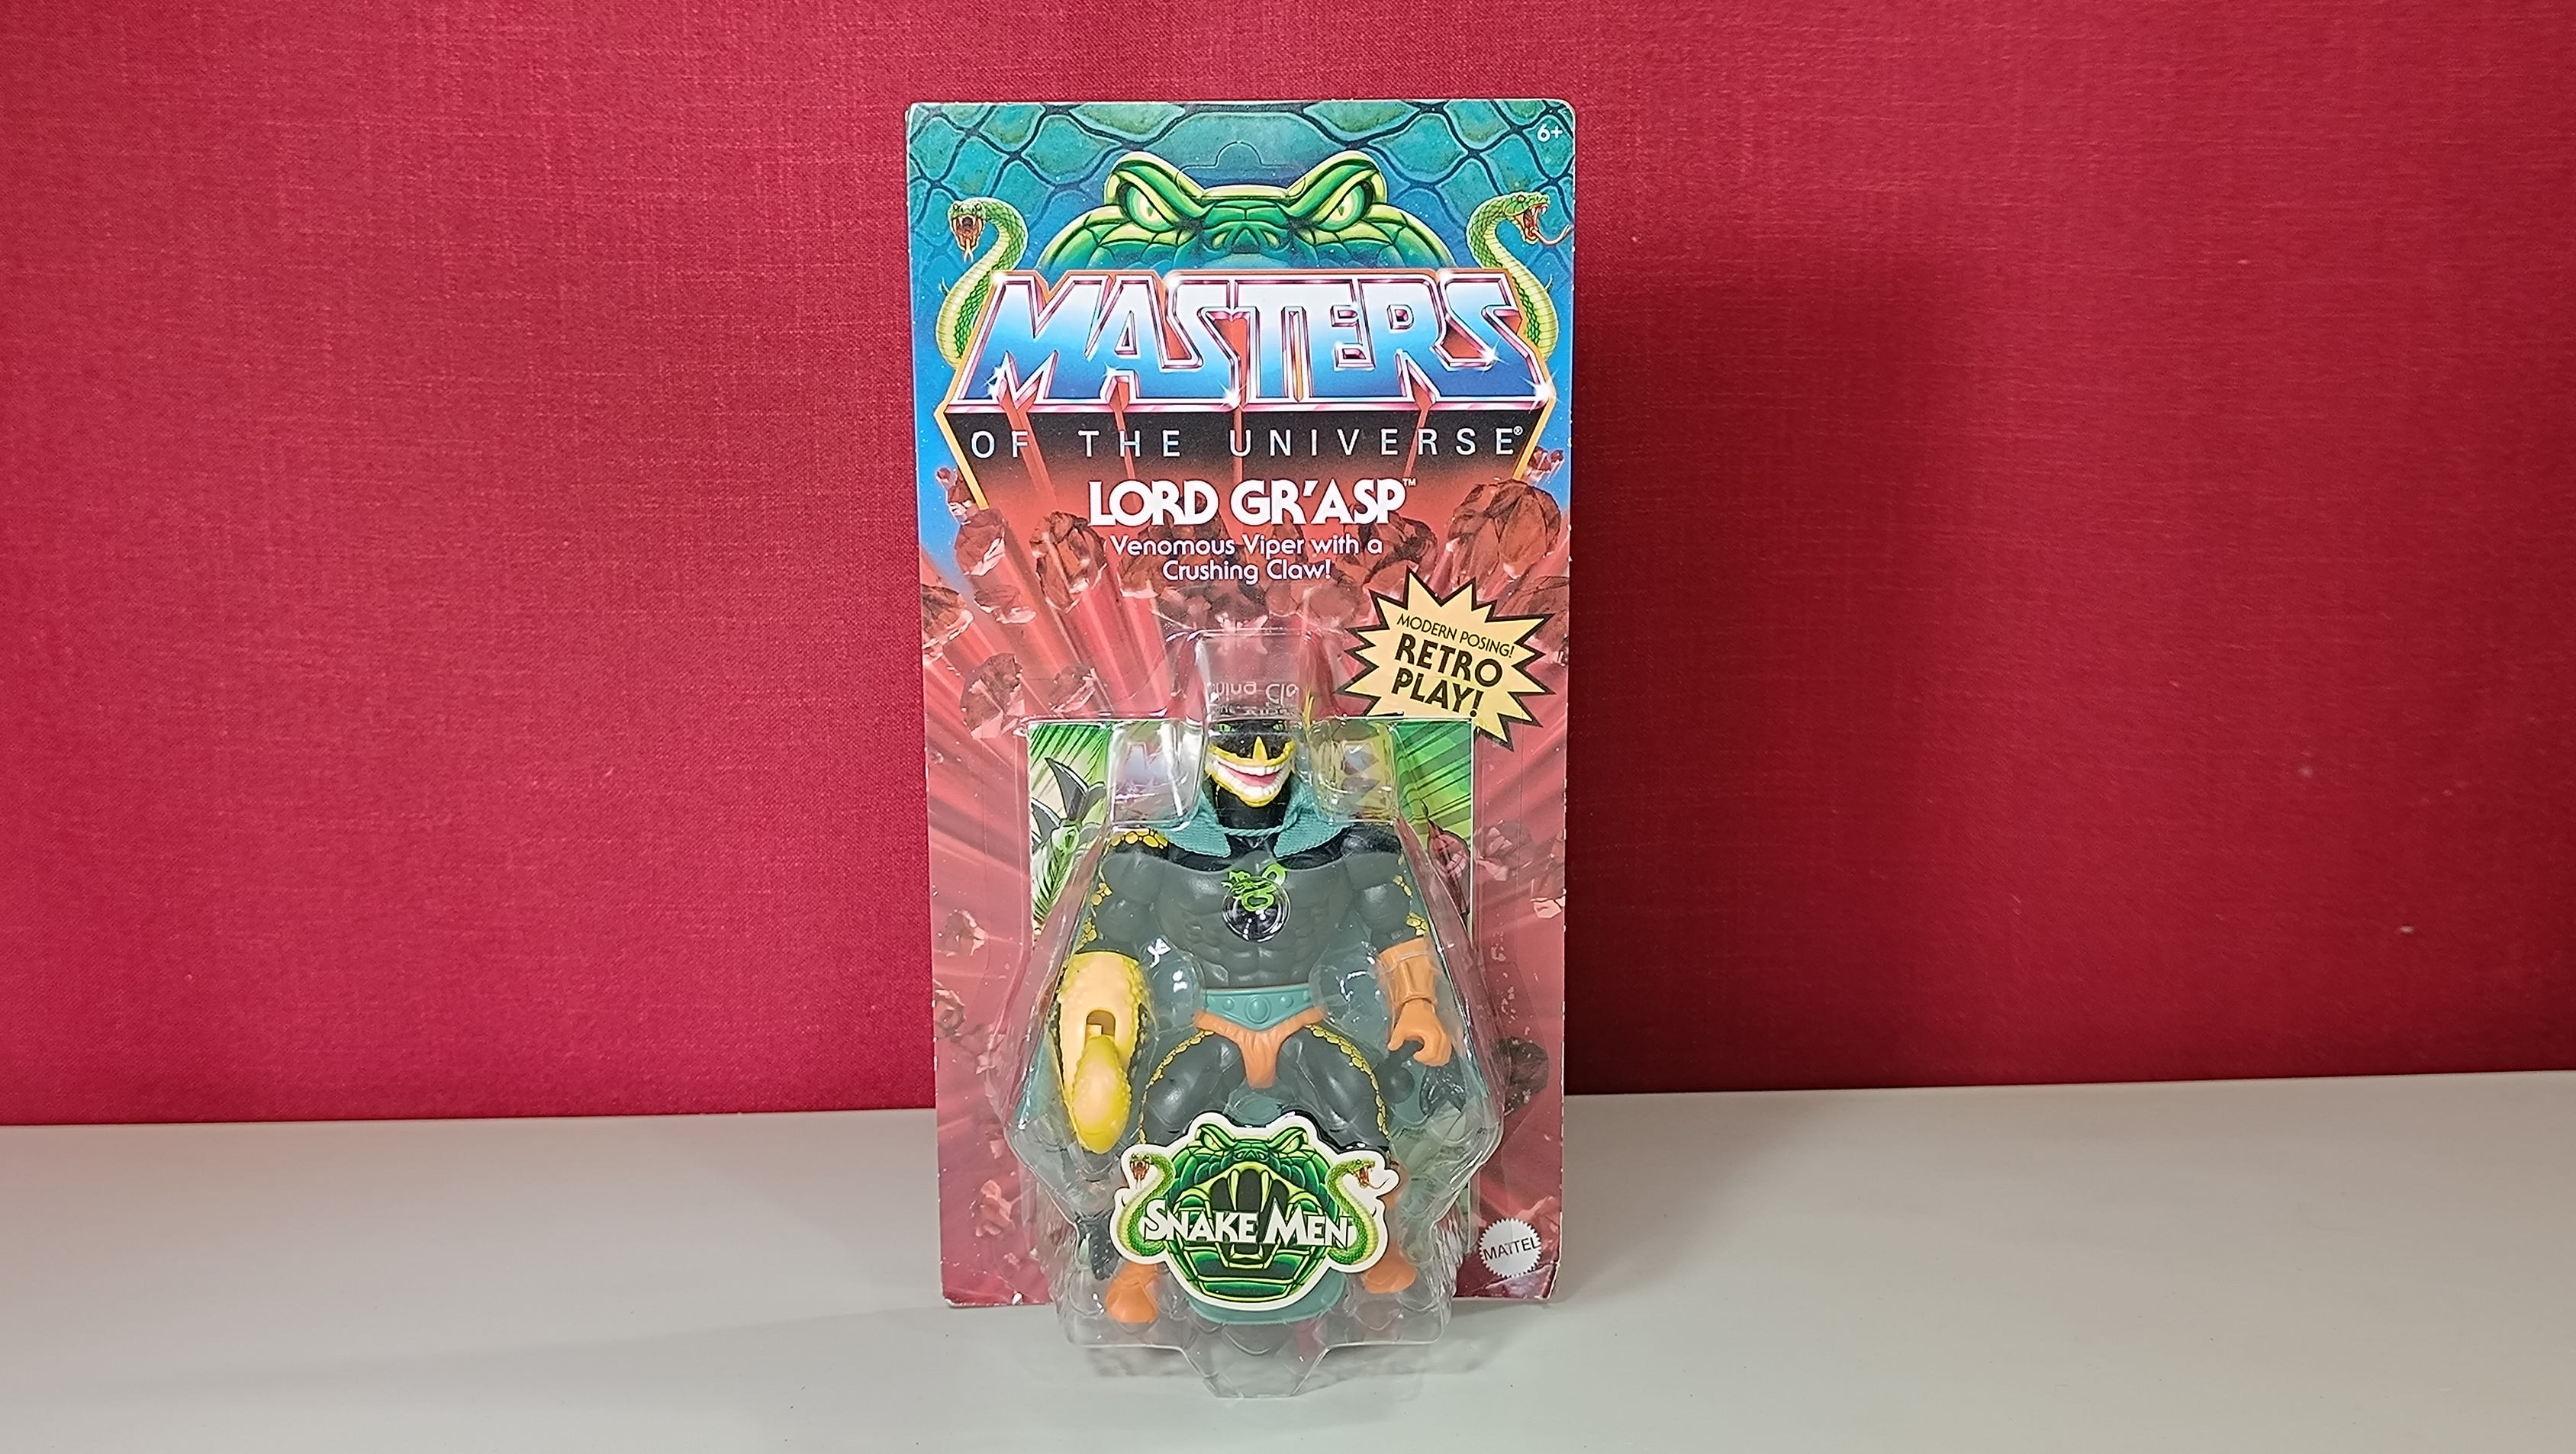 6+
MASTERS
OF THE UNIVERSE®
LORD GR'ASP™
Venomous Viper with a
Crushing Claw!
MODERN POSING!
RETRO
PLAY!
SNAKE MEN
MATTEL